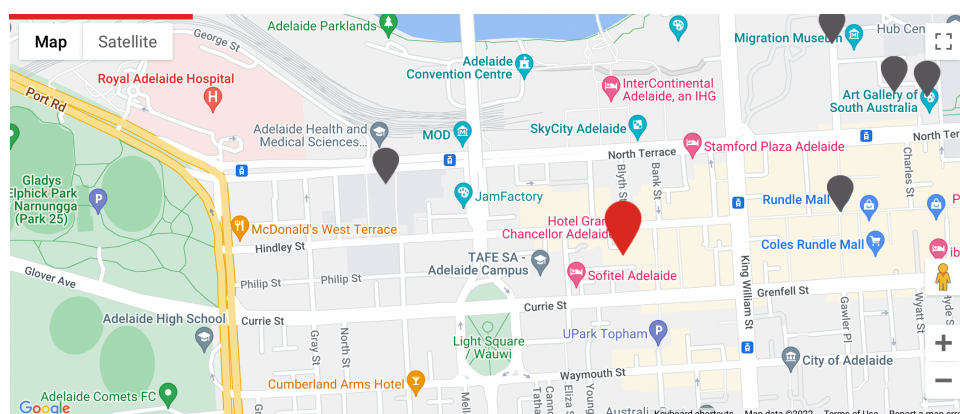 Map
Satellite
Adelaide Parklands
George St
Migration Museum
Hub Cen
Adelaide
Convention Centre
Royal Adelaide Hospital
InterContinental
Adelaide, an IHG
Art Gallery of
South Australia
Port Rd
Adelaide Health and
Medical Sciences...
MOD
SkyCity Adelaide
North Terrace
North Terr
Stamford Plaza Adelaide
Gladys
Elphick Park
Narnungga
(Park 25)
JamFactory
Blyth St
Bank St
Charles St
Rundle Mall
McDonald's West Terrace
Hotel Gran
Chancellor Adelaide
Hindley St
Coles Rundle Mall
ib
TAFE SA -
Adelaide Campus
Sofitel Adelaide
Glover Ave
Philip St
Philip St
King William St
Grenfell St
Currie St
Currie St
Adelaide High School
Gray St
North St
Light Square
/ Wauwi
UPark Topham
Gawler Pl
Wyatt St
Hyde S
Waymouth St
City of Adelaide
Cumberland Arms Hotel
Adelaide Comets FC
Google
Keyboard shortcuts
Map data ©2022
Terms of Use
Report a map erro